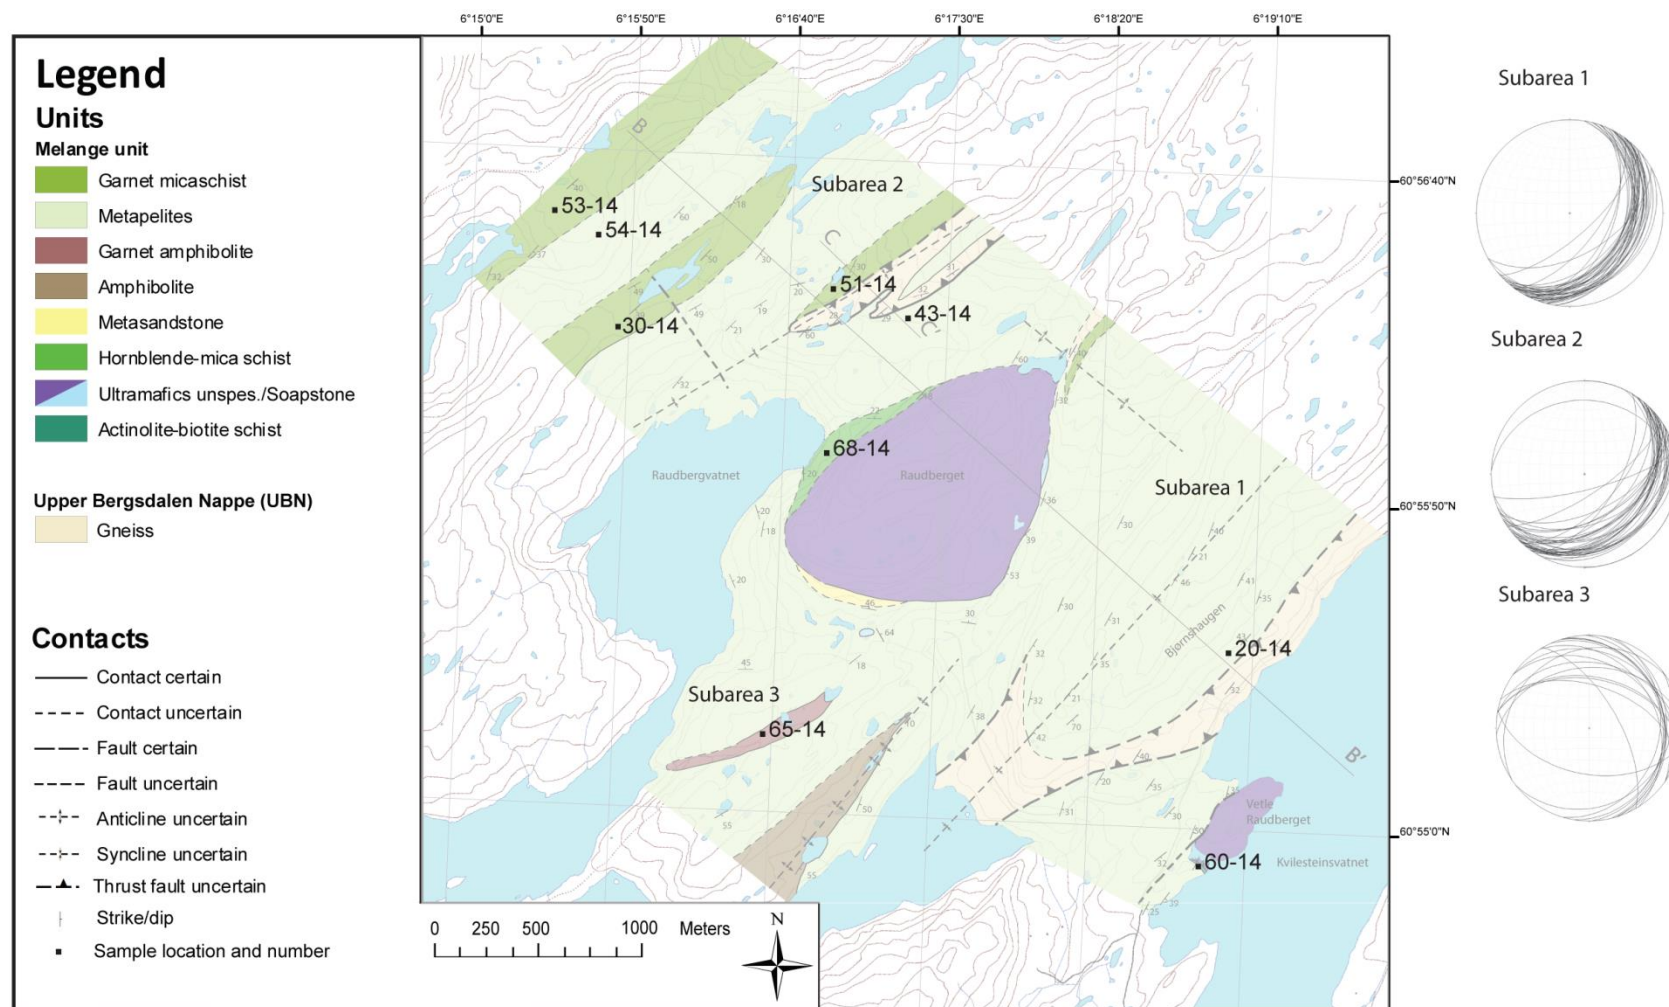 6°15'0"E 6°15'50"E 6°16'40"E 6°17'30"E 6°18'20"E 6°19'10"E
Legend
Units
Melange unit
Garnet micaschist
Metapelites
Garnet amphibolite
Amphibolite
Metasandstone
Hornblende-mica schist
Ultramafics unspes./Soapstone
Actinolite-biotite schist
Upper Bergsdalen Nappe (UBN)
Gneiss
Contacts
Contact certain
Contact uncertain
Fault certain
Fault uncertain
Anticline uncertain
Syncline uncertain
Thrust fault uncertain
Strike/dip
Sample location and number
B
Subarea 2
53-14
54-14
C
51-14
43-14
C'
30-14
68-14
Raudbergvatnet
Raudberget
Subarea 1
Bjørnshaugen
20-14
Subarea 3
65-14
B'
Vetle
Raudberget
60-14
Kvilesteinsvatnet
0 250 500 1000 Meters
N
60°56'40"N
60°55'50"N
60°55'0"N
Subarea 1
Subarea 2
Subarea 3